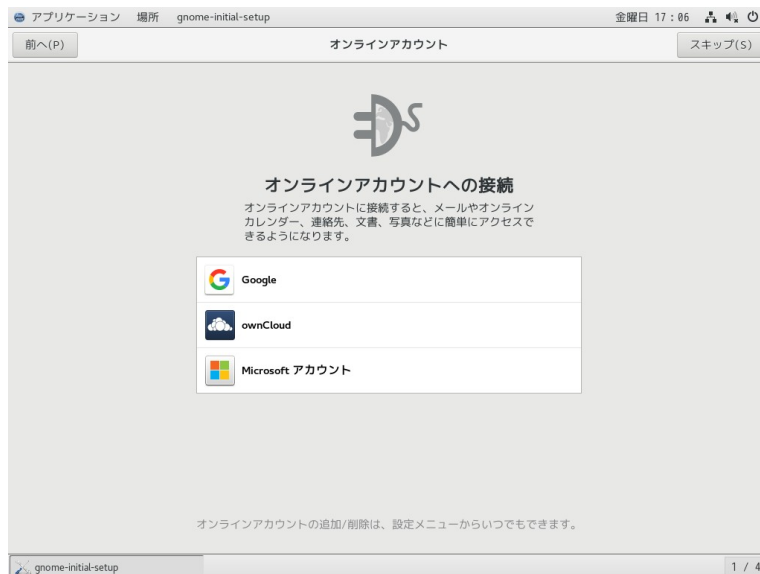 アプリケーション 場所 gnome-initial-setup 金曜日 17：06
前へ(P) オンラインアカウント スキップ(S)
オンラインアカウントへの接続
オンラインアカウントに接続すると、メールやオンライン
カレンダー、連絡先、文書、写真などに簡単にアクセスで
きるようになります。
Google
ownCloud
Microsoft アカウント
オンラインアカウントの追加/削除は、設定メニューからいつでもできます。
gnome-initial-setup 1 / 4